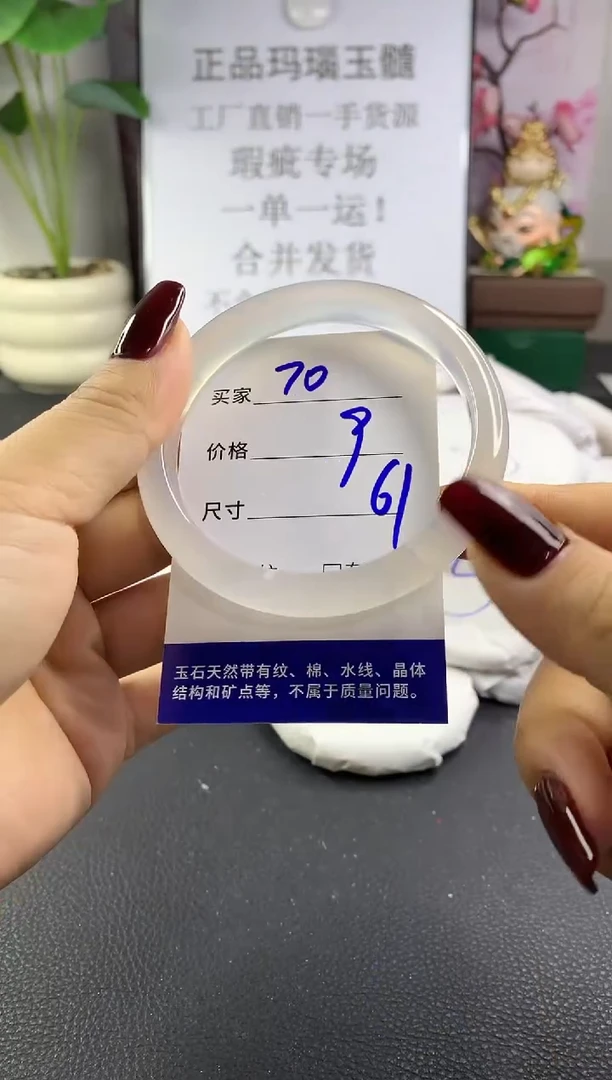 正品玛瑙玉髓
工厂直销一手货源
瑕疵专场
一单一运！
合并发货
买家 70
价格 9
尺寸 61
玉石天然带有纹、棉、水线、晶体
结构和矿点等，不属于质量问题。